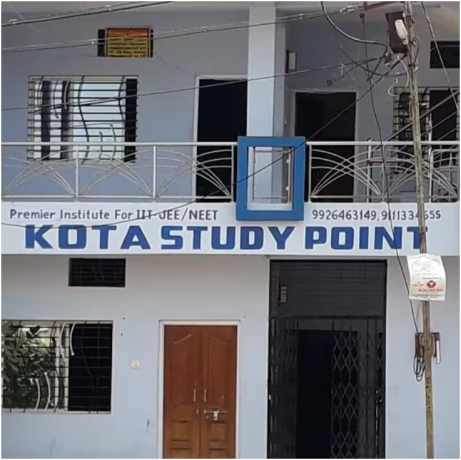 Premier Institute For IIT-JEE/NEET 9926463149, 9111334655
KOTA STUDY POINT